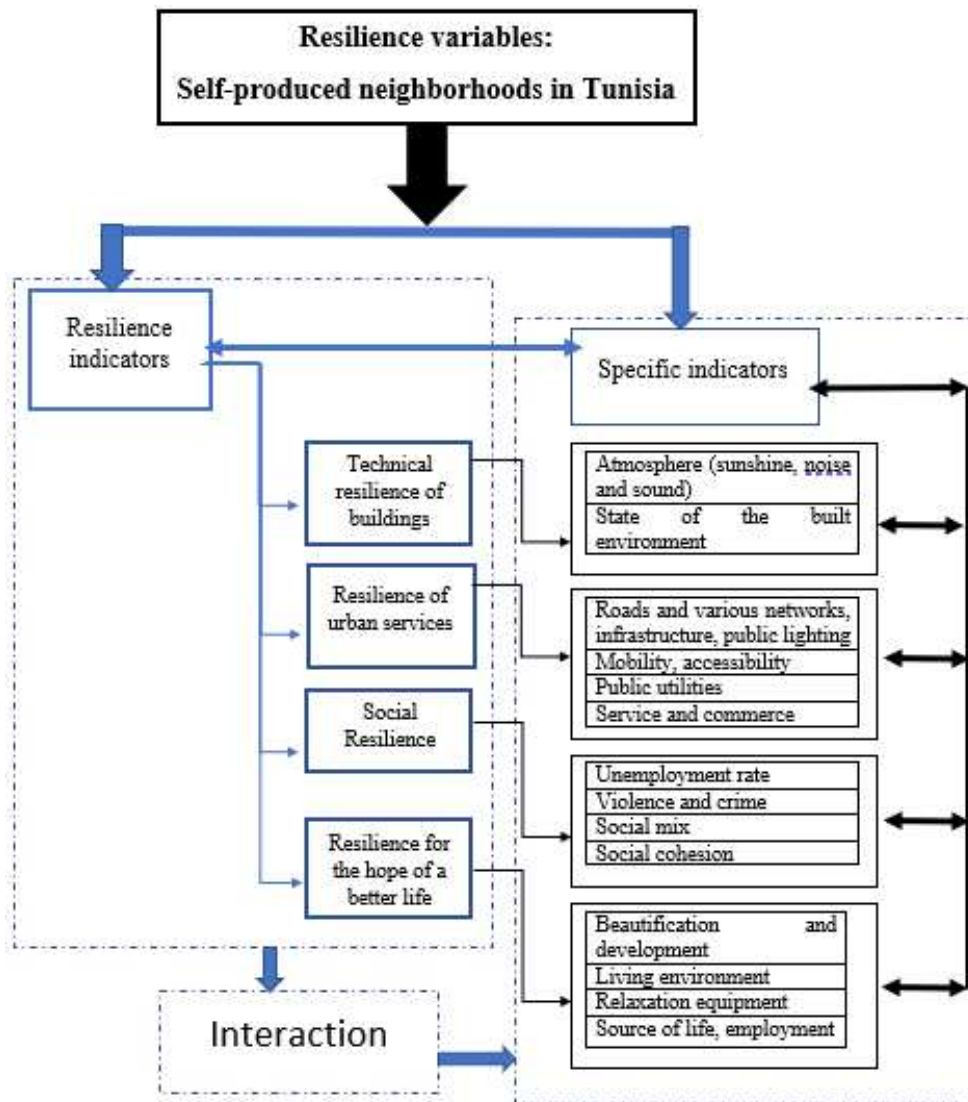 Resilience variables:
Self-produced neighborhoods in Tunisia
Resilience
indicators
Specific indicators
Technical
resilience of
buildings
Atmosphere (sunshine, noise
and sound)
State of the built
environment
Resilience of
urban services
Roads and various networks,
infrastructure, public lighting
Mobility, accessibility
Public utilities
Service and commerce
Social
Resilience
Unemployment rate
Violence and crime
Social mix
Social cohesion
Resilience for
the hope of a
better life
Beautification and
development
Living environment
Relaxation equipment
Source of life, employment
Interaction